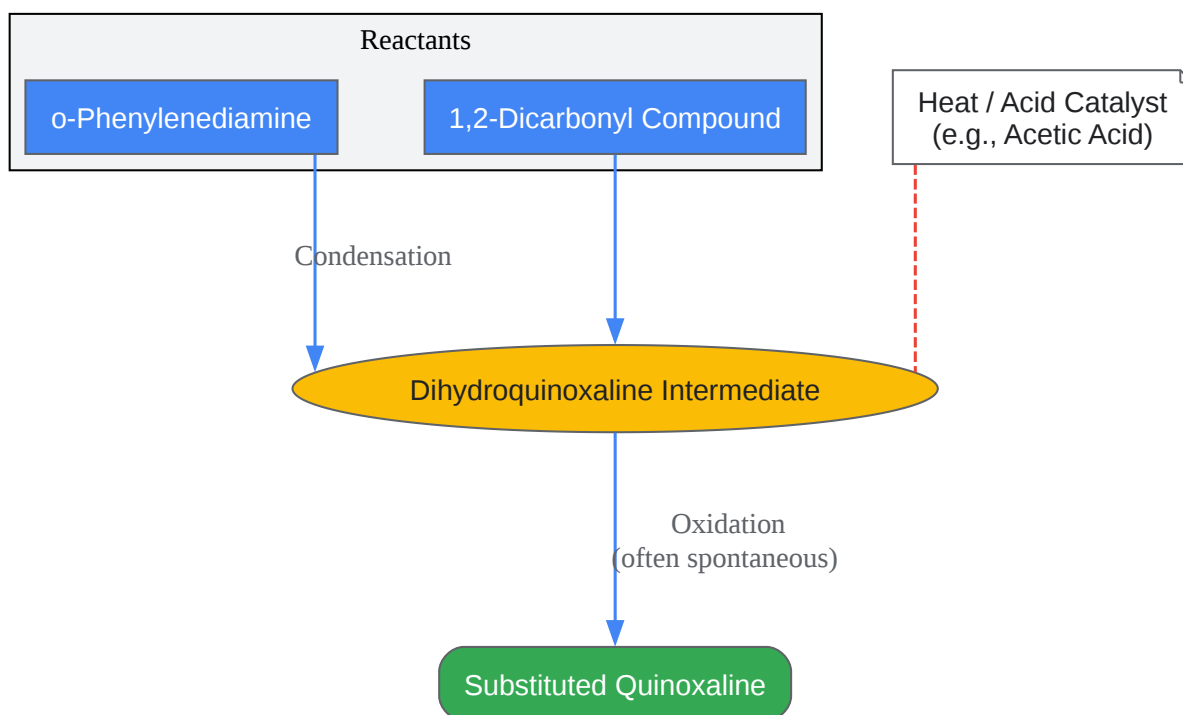 Reactants
o-Phenylenediamine
1,2-Dicarbonyl Compound
Heat / Acid Catalyst
(e.g., Acetic Acid)
Condensation
Dihydroquinoxaline Intermediate
Oxidation
(often spontaneous)
Substituted Quinoxaline